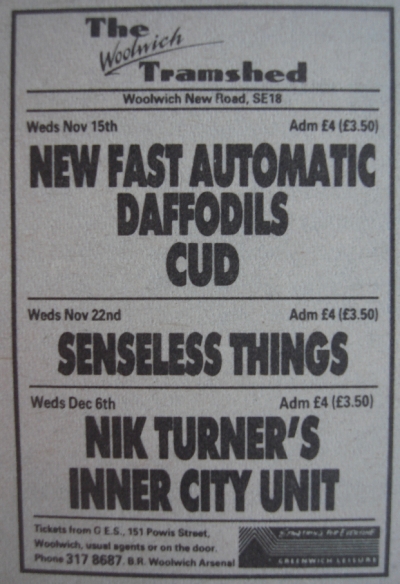 The
Woolwich
Tramshed
Woolwich New Road, SE18
Weds Nov 15th Adm £4 (£3.50)
NEW FAST AUTOMATIC
DAFFODILS
CUD
Weds Nov 22nd Adm £4 (£3.50)
SENSELESS THINGS
Weds Dec 6th Adm £4 (£3.50)
NIK TURNER'S
INNER CITY UNIT
Tickets from G.E.S., 151 Powis Street,
Woolwich, usual agents or on the door.
Phone 317 8687. B.R. Woolwich Arsenal
GREENWICH LEISURE